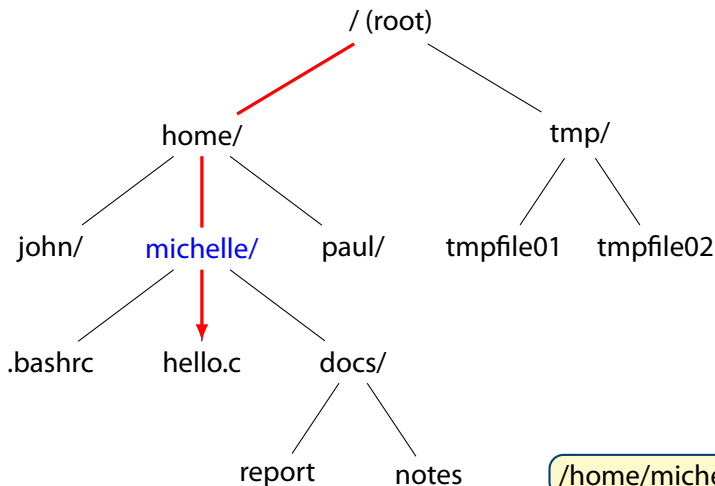 / (root)
home/ tmp/
john/ michelle/ paul/ tmpfile01 tmpfile02
.bashrc hello.c docs/
report notes